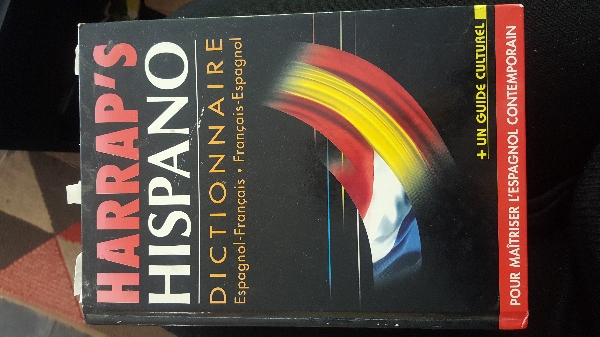 HARRAP'S
HISPANO
DICTIONNAIRE
Espagnol-Français • Français-Espagnol
+ UN GUIDE CULTUREL
POUR MAÎTRISER L'ESPAGNOL CONTEMPORAIN